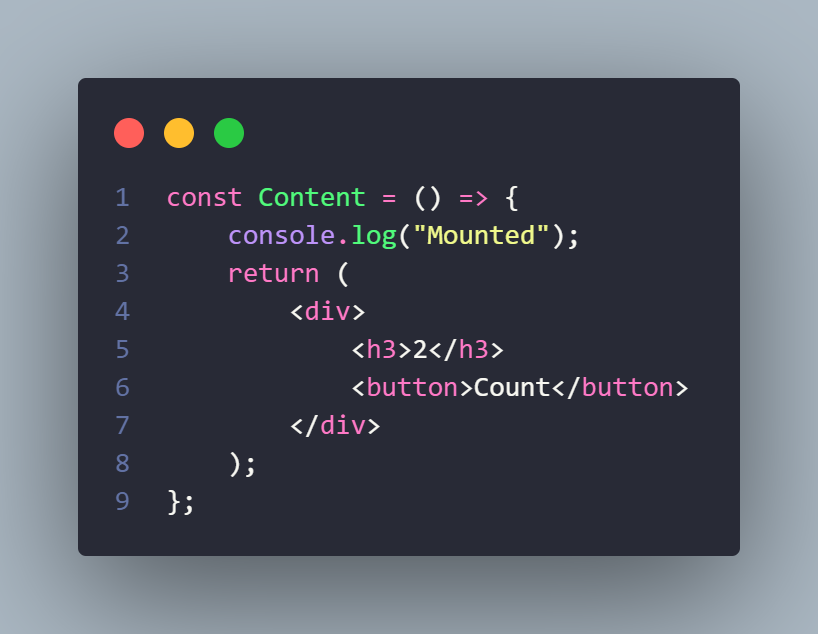 1 const Content = () => {
2     console.log("Mounted");
3     return (
4         <div>
5             <h3>2</h3>
6             <button>Count</button>
7         </div>
8     );
9 };